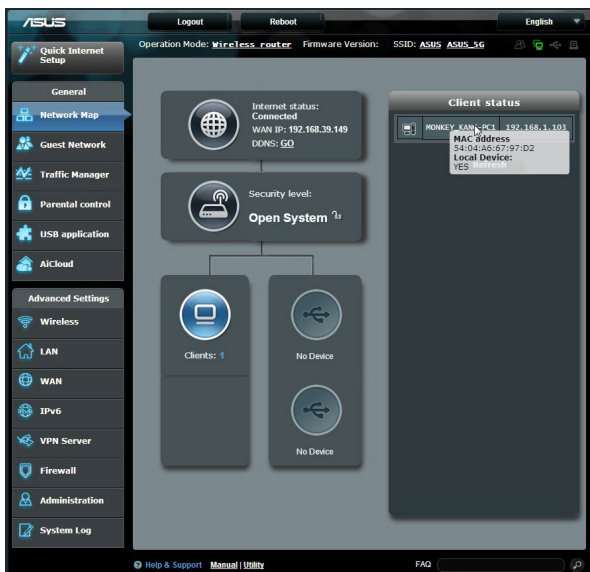 ASUS
Logout
Reboot
English
Quick Internet
Setup
Operation Mode: Wireless router Firmware Version: SSID: ASUS ASUS_5G
General
Network Map
Guest Network
Traffic Manager
Parental control
USB application
AiCloud
Advanced Settings
Wireless
LAN
WAN
IPv6
VPN Server
Firewall
Administration
System Log
Internet status:
Connected
WAN IP: 192.168.39.149
DDNS: GO
Security level:
Open System
Clients: 1
No Device
No Device
Client status
MONKEY_KANG-PC1 192.168.1.103
MAC address
54:04:A6:67:97:D2
Local Device:
YES
Refresh
Help & Support Manual | Utility
FAQ